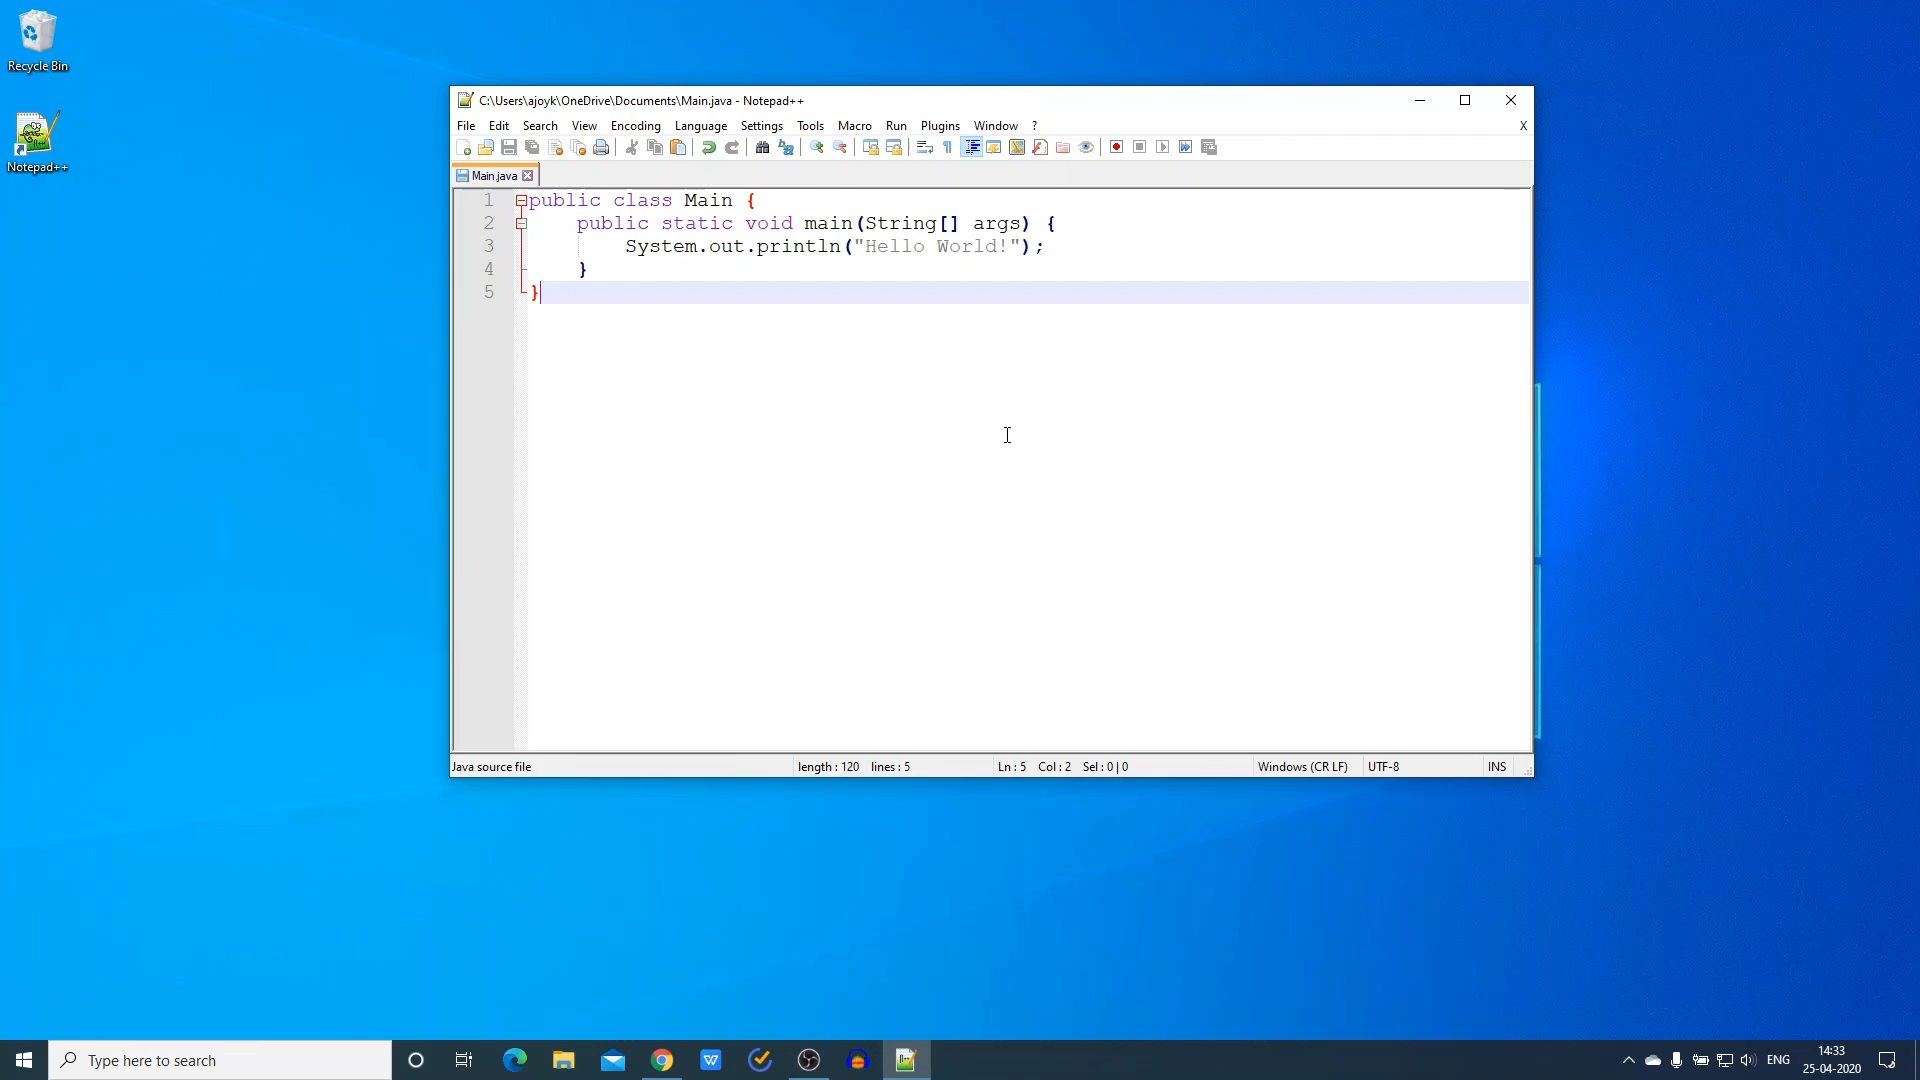 Recycle Bin
Notepad++
C:\Users\ajoyk\OneDrive\Documents\Main.java - Notepad++
File Edit Search View Encoding Language Settings Tools Macro Run Plugins Window ? X
Main.java
1 public class Main {
2 public static void main(String[] args) {
3 System.out.println("Hello World!");
4 }
5 }
Java source file length : 120 lines : 5 Ln : 5 Col : 2 Sel : 0 | 0 Windows (CR LF) UTF-8 INS
Type here to search
ENG
14:33
25-04-2020